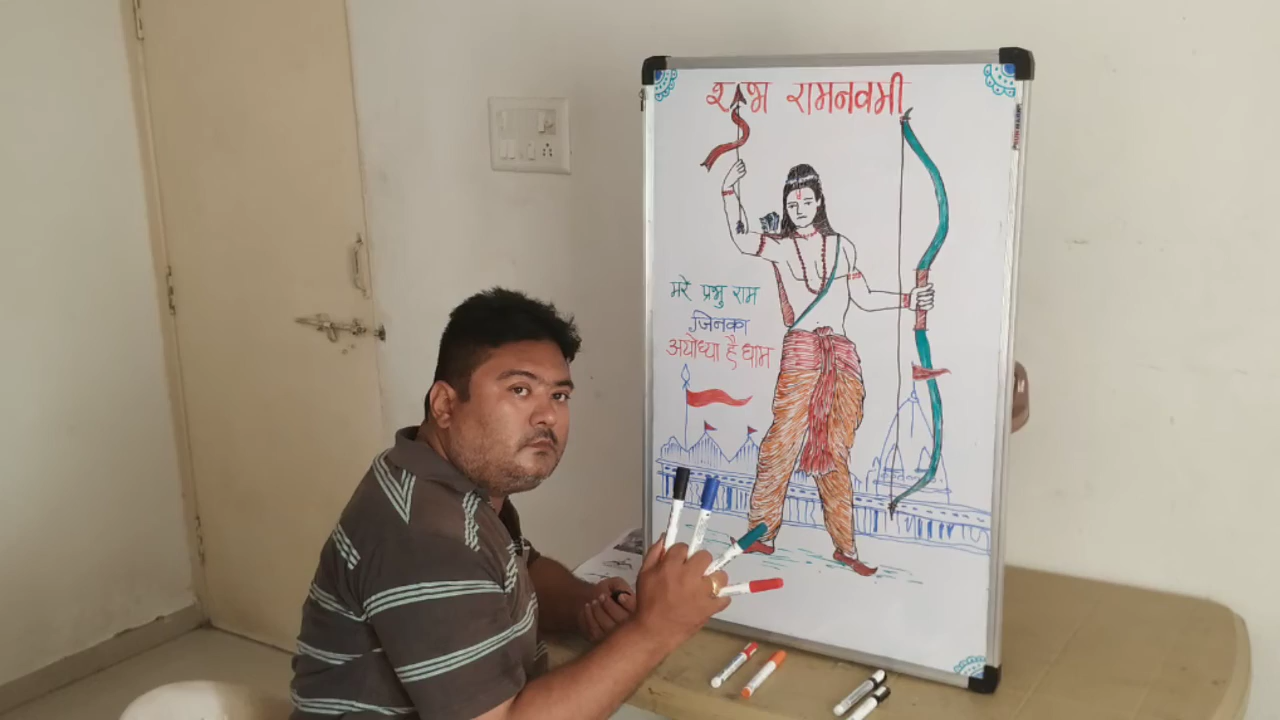 शुभ रामनवमी
मेरे प्रभु राम
जिनका
अयोध्या है धाम